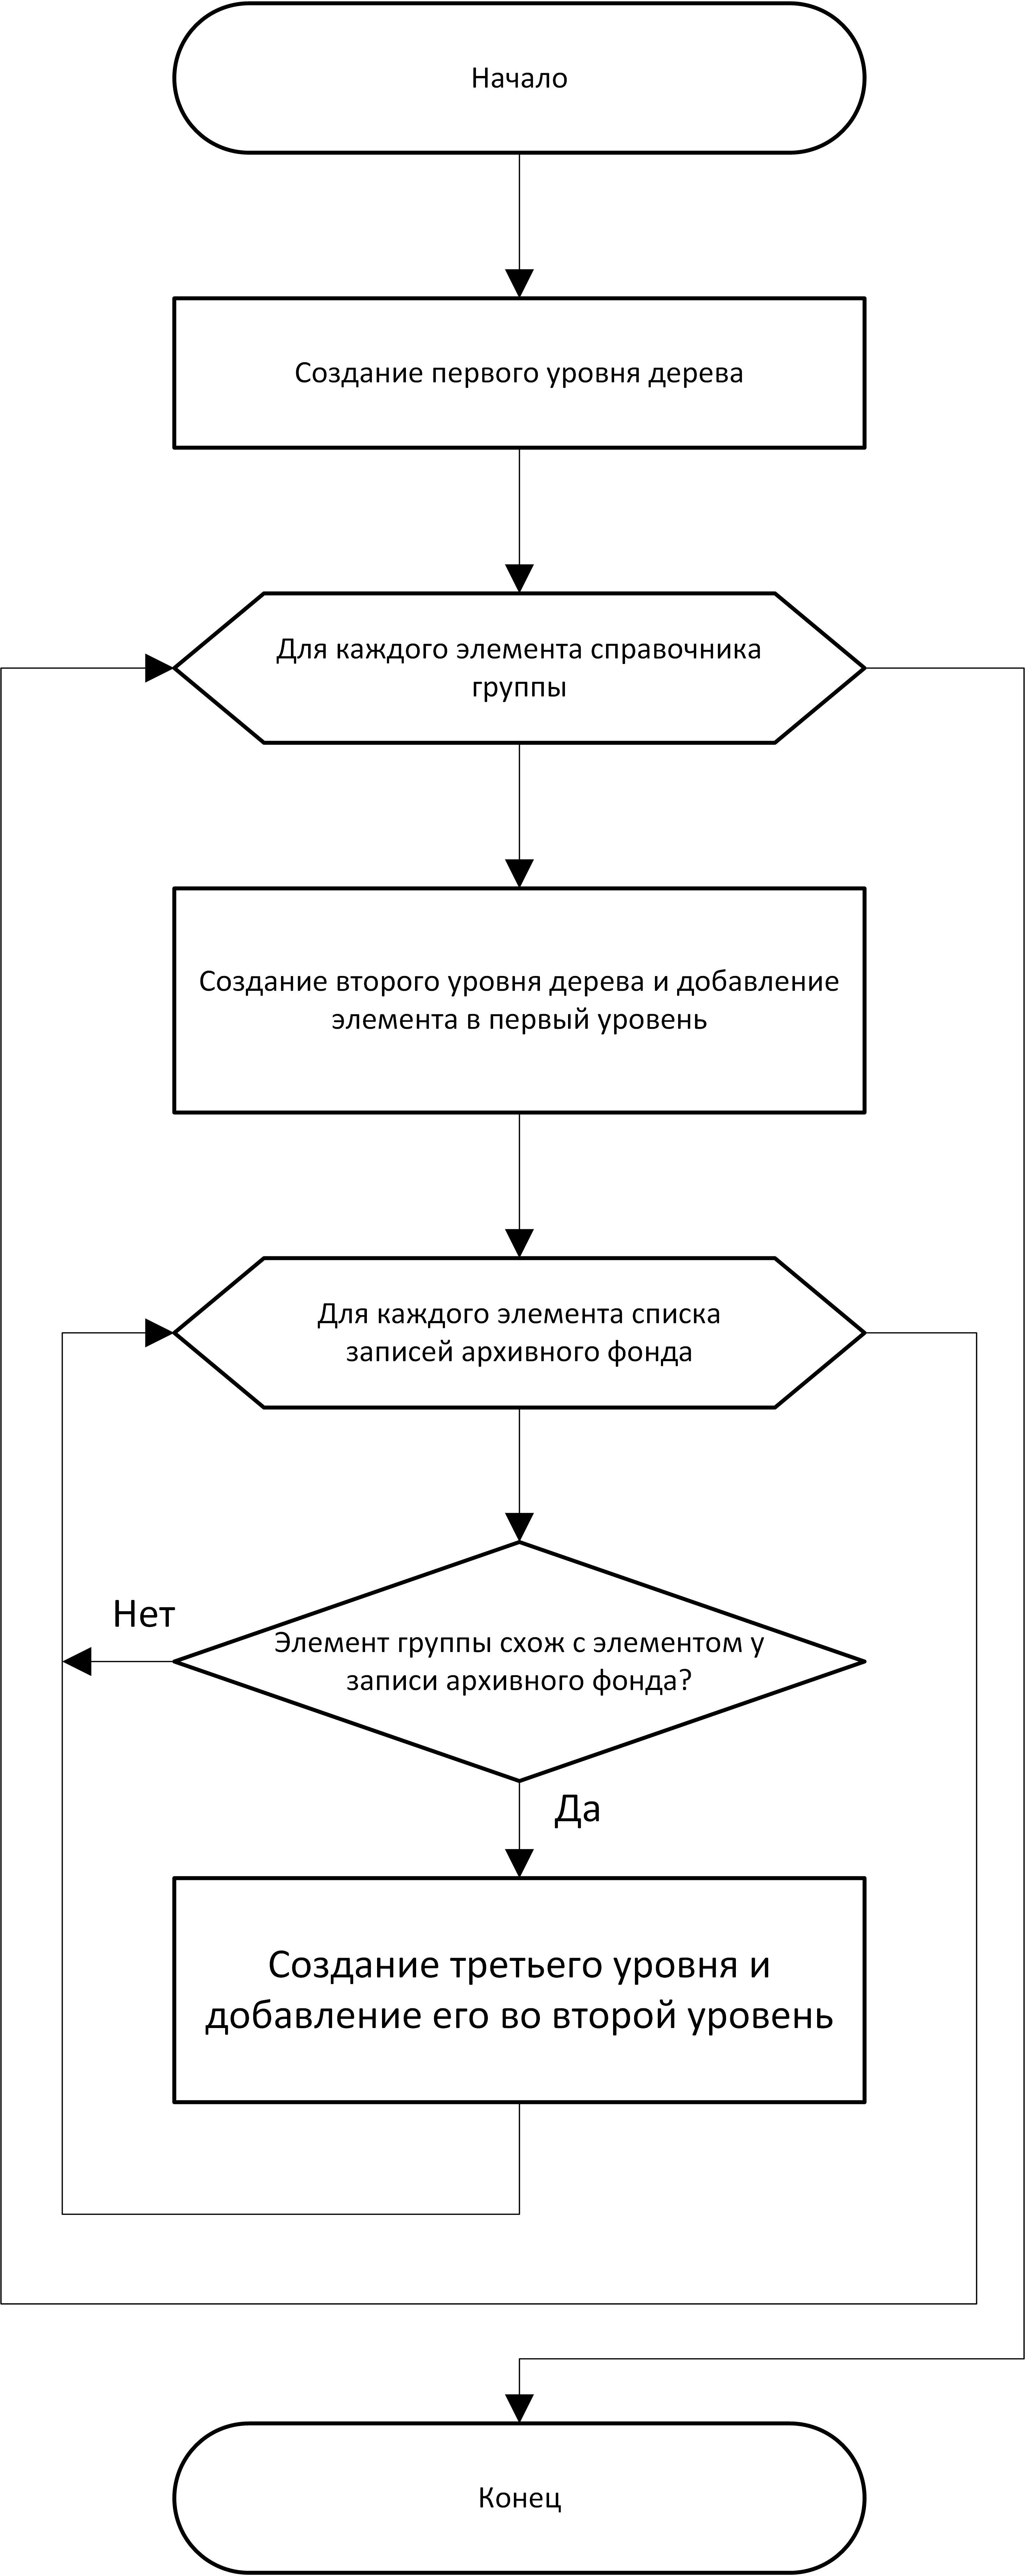 Начало
Создание первого уровня дерева
Для каждого элемента справочника
группы
Создание второго уровня дерева и добавление
элемента в первый уровень
Для каждого элемента списка
записей архивного фонда
Нет
Элемент группы схож с элементом у
записи архивного фонда?
Да
Создание третьего уровня и
добавление его во второй уровень
Конец